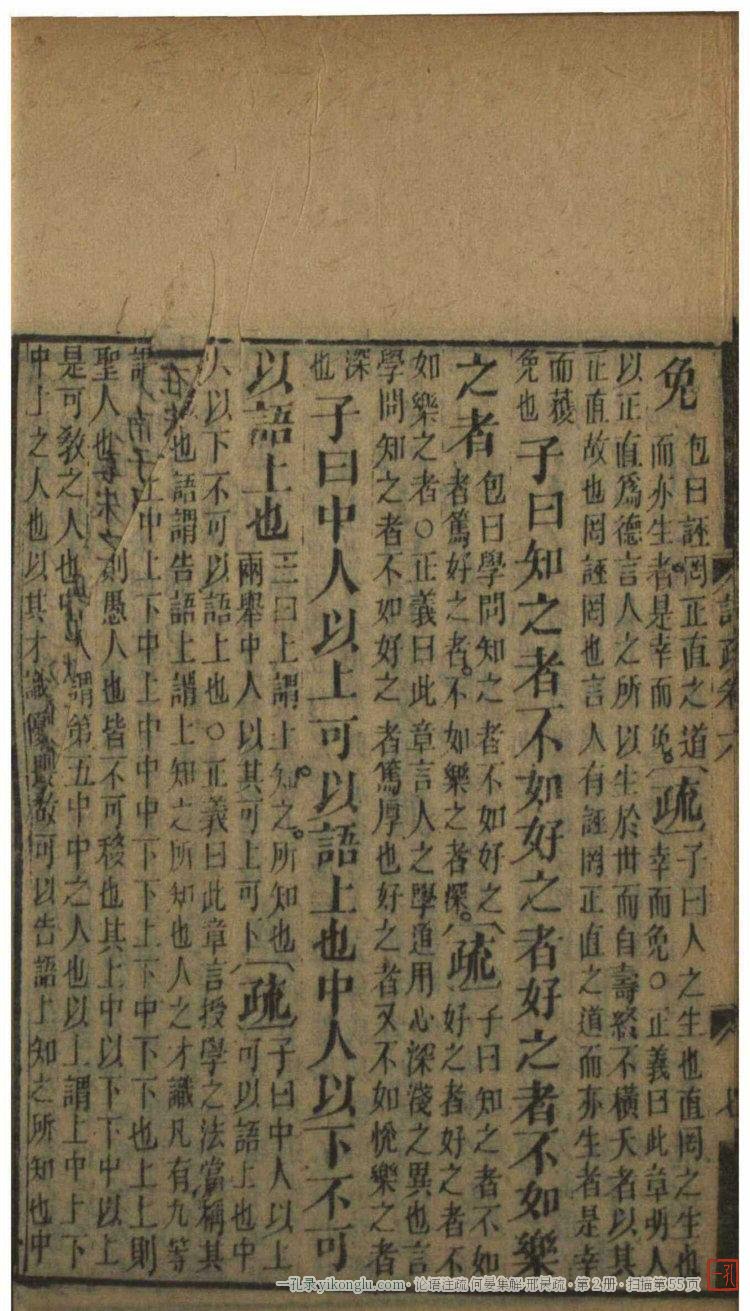 免
包曰誣罔正直之道
而亦生者是幸而免
疏
子曰人之生也直罔之生也
幸而免○正義曰此章明人
以正直爲德言人之所以生於世而自壽終不橫夭者以其
正直故也罔誣罔也言人有誣罔正直之道而亦生者是幸
而獲
免也
子曰知之者不如好之者好之者不如樂
之者
包曰學問知之者不如好之
者篤好之者不如樂之者深
疏
子曰知之者不如
好之者好之者不
如樂之者○正義曰此章言人之學道用心深淺之異也言
學問知之者不如好之者篤厚也好之者又不如悅樂之者
深
也
子曰中人以上可以語上也中人以下不可
以語上也
王曰上謂上知之所知也
兩舉中人以其可上可下
疏
子曰中人以上
可以語上也中
人以下不可以語上也○正義曰此章言授學之法當稱其
也語謂告語上謂上知之所知也人之才識凡有九等
上中上下中上中中中下下上下中下下也上上則
聖人也則愚人也皆不可移也其上中以下下中以上
是可教之人也人謂第五中中之人也以上謂上中上下
中上之人也以其才識優故可以告語上知之所知也中
語疏卷六
七
一孔录yikonglu.com · 论语注疏·何晏集解·邢昺疏 · 第2册 · 扫描第55页